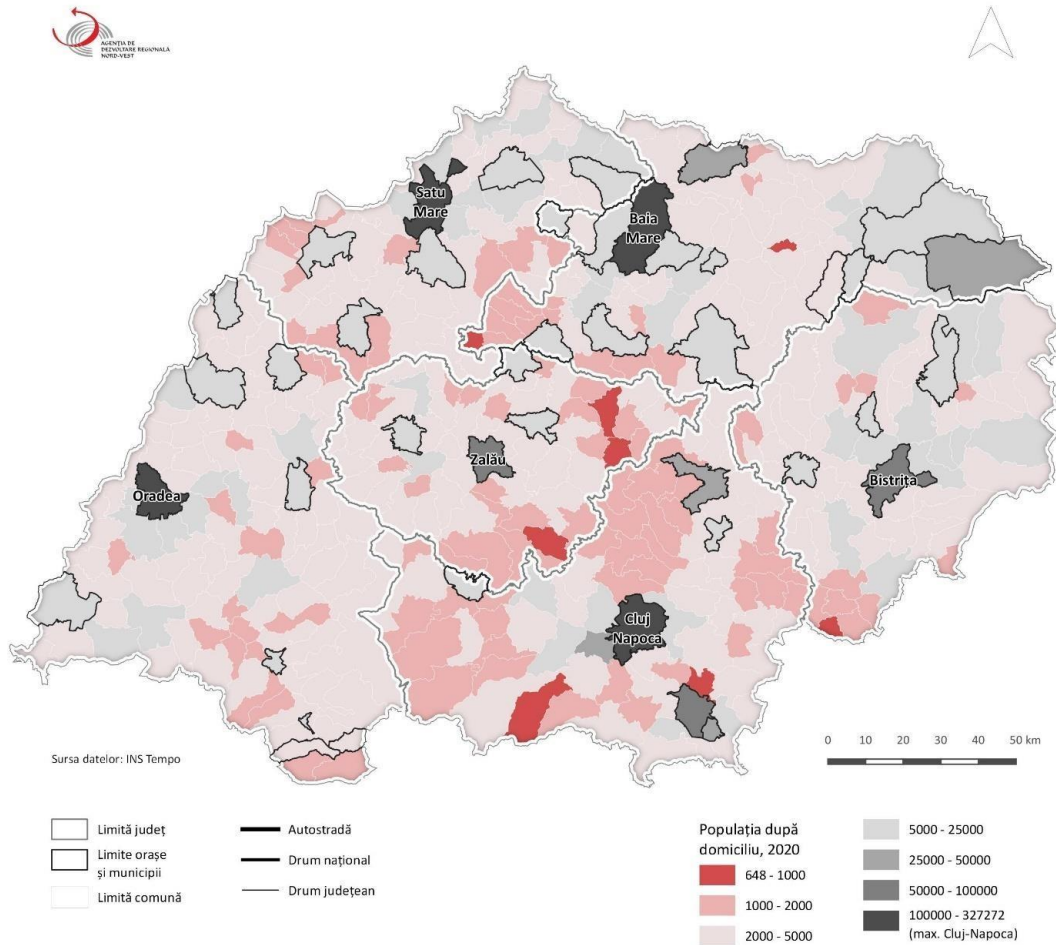 AGENȚIA DE
DEZVOLTARE REGIONALĂ
NORD-VEST
Satu
Mare
Baia
Mare
Oradea
Zalău
Bistrița
Cluj
Napoca
Sursa datelor: INS Tempo
0 10 20 30 40 50 km
Limită județ
Limite orașe
și municipii
Limită comună
Autostradă
Drum național
Drum județean
Populația după
domiciliu, 2020
648 - 1000
1000 - 2000
2000 - 5000
5000 - 25000
25000 - 50000
50000 - 100000
100000 - 327272
(max. Cluj-Napoca)